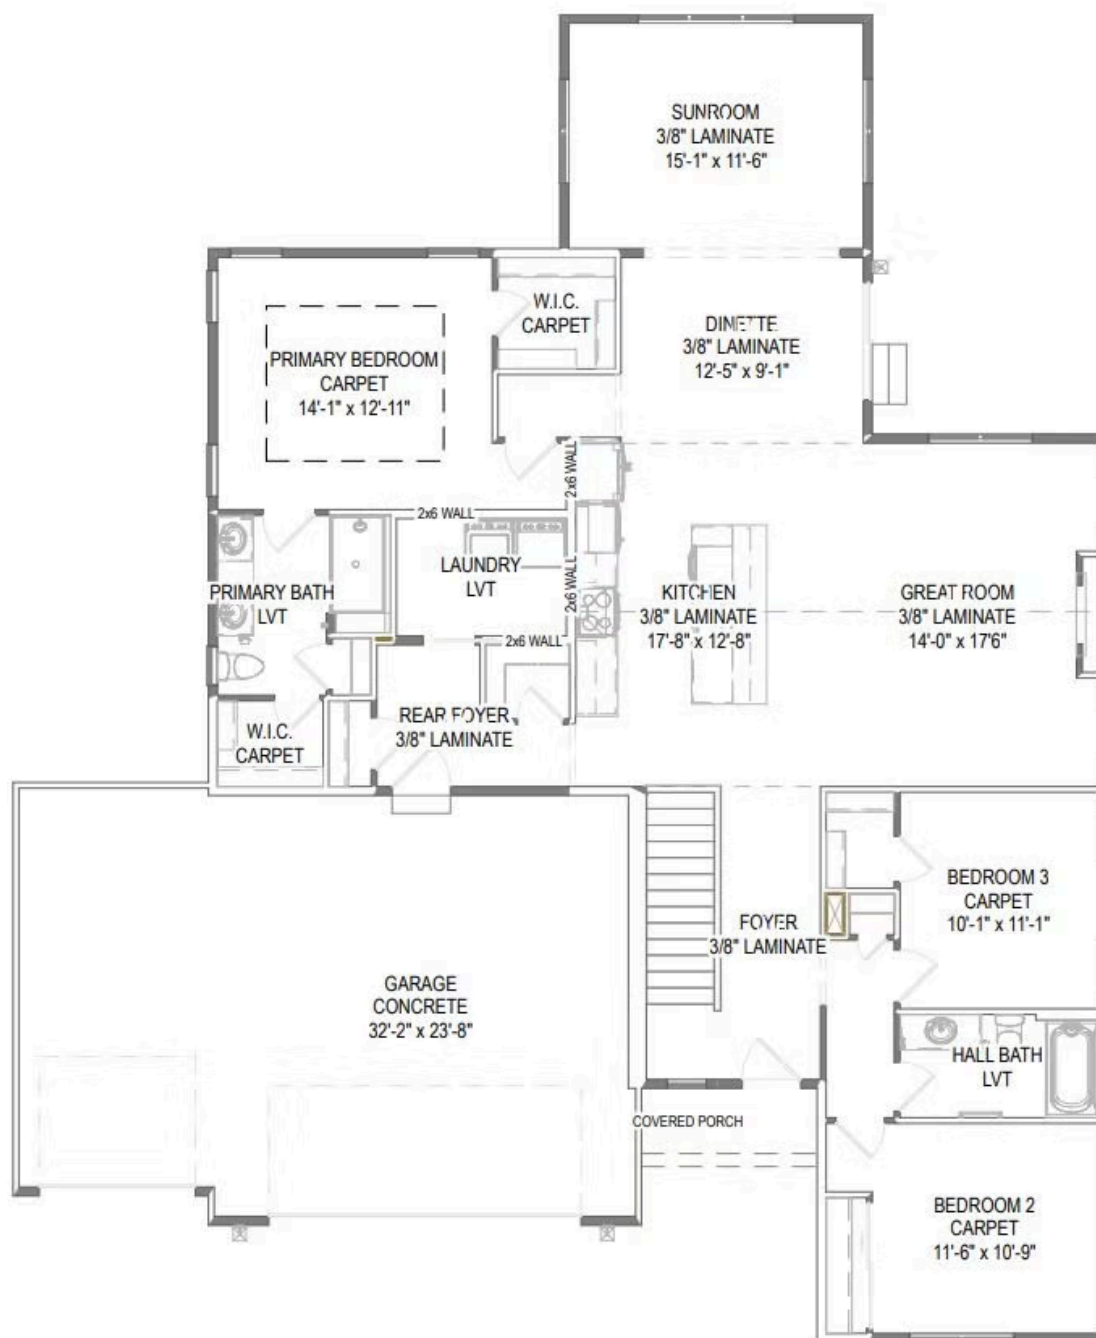 SUNROOM
3/8" LAMINATE
15'-1" x 11'-6"
W.I.C.
CARPET
DINETTE
3/8" LAMINATE
12'-5" x 9'-1"
PRIMARY BEDROOM
CARPET
14'-1" x 12'-11"
2x6 WALL
2x6 WALL
LAUNDRY
LVT
2x6 WALL
PRIMARY BATH
LVT
KITCHEN
3/8" LAMINATE
17'-8" x 12'-8"
GREAT ROOM
3/8" LAMINATE
14'-0" x 17'6"
2x6 WALL
REAR FOYER
3/8" LAMINATE
W.I.C.
CARPET
BEDROOM 3
CARPET
10'-1" x 11'-1"
FOYER
3/8" LAMINATE
GARAGE
CONCRETE
32'-2" x 23'-8"
HALL BATH
LVT
COVERED PORCH
BEDROOM 2
CARPET
11'-6" x 10'-9"